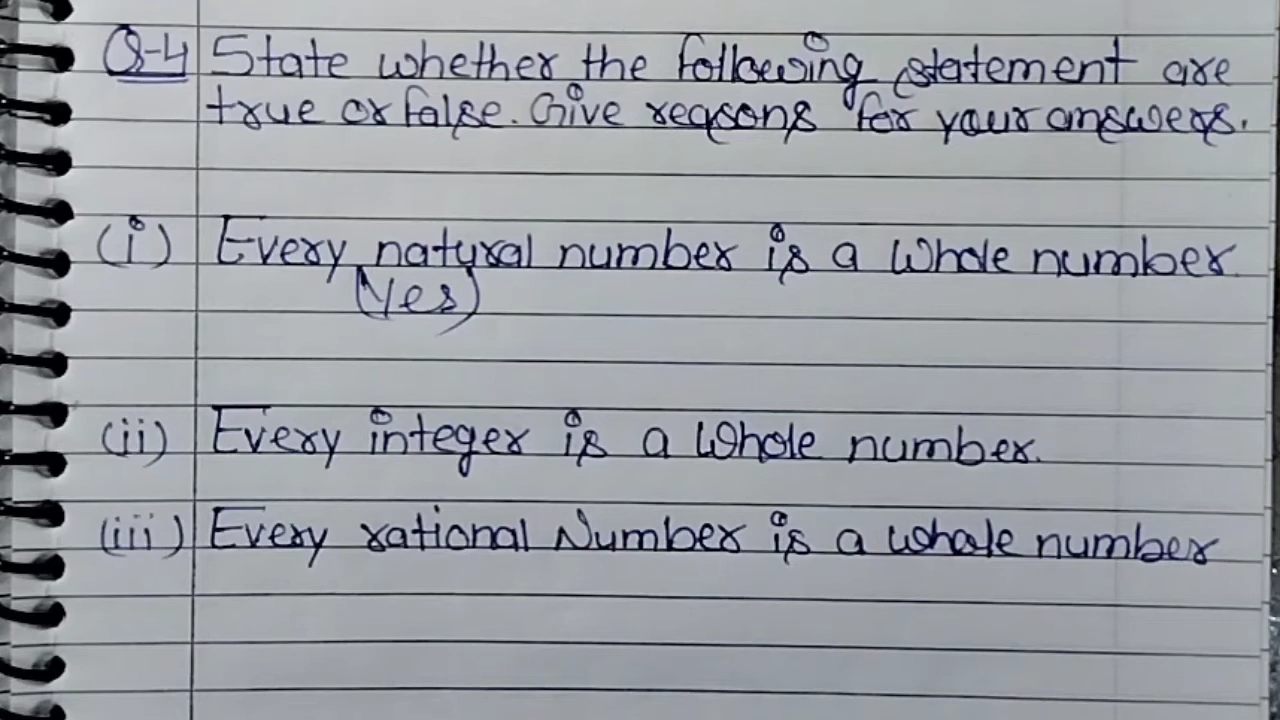 Q-4 State whether the following statement are
true or false. Give reasons for your answers.
(i) Every natural number is a whole number
(Yes)
(ii) Every integer is a whole number.
(iii) Every rational Number is a whole number